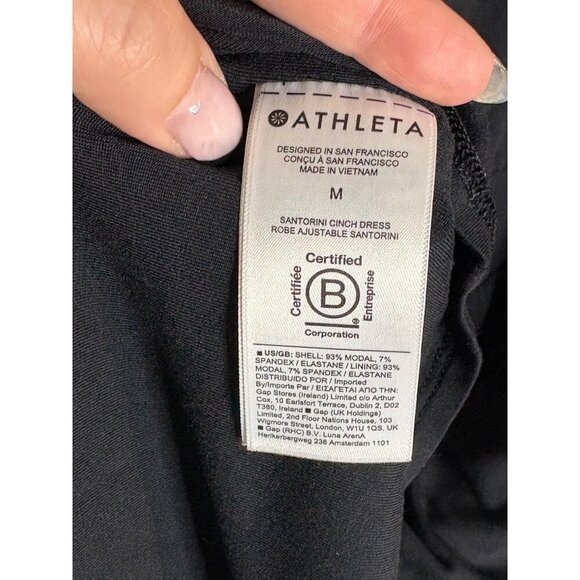 ATHLETA
DESIGNED IN SAN FRANCISCO
CONÇU À SAN FRANCISCO
MADE IN VIETNAM
M
SANTORINI CINCH DRESS
ROBE AJUSTABLE SANTORINI
Certified
Certifiée
B
Entreprise
®
Corporation
■ US/GB; SHELL: 93% MODAL, 7%
SPANDEX / ELASTANE / LINING: 93%
MODAL, 7% SPANDEX / ELASTANE
DISTRIBUIDO POR / Imported
By/Importe Par / ΕΙΣΑΓΕΤΑΙ ΑΠΟ ΤΗΝ:
Gap Stores (Ireland) Limited c/o Arthur
Cox, 10 Earlsfort Terrace, Dublin 2, D02
T380, Ireland ■ Gap (UK Holdings)
Limited, 2nd Floor Nations House, 103
Wigmore Street, London, W1U 1QS, UK
■ Gap (RHC) B.V. Luna ArenA
Herikerbergweg 238 Amsterdam 1101